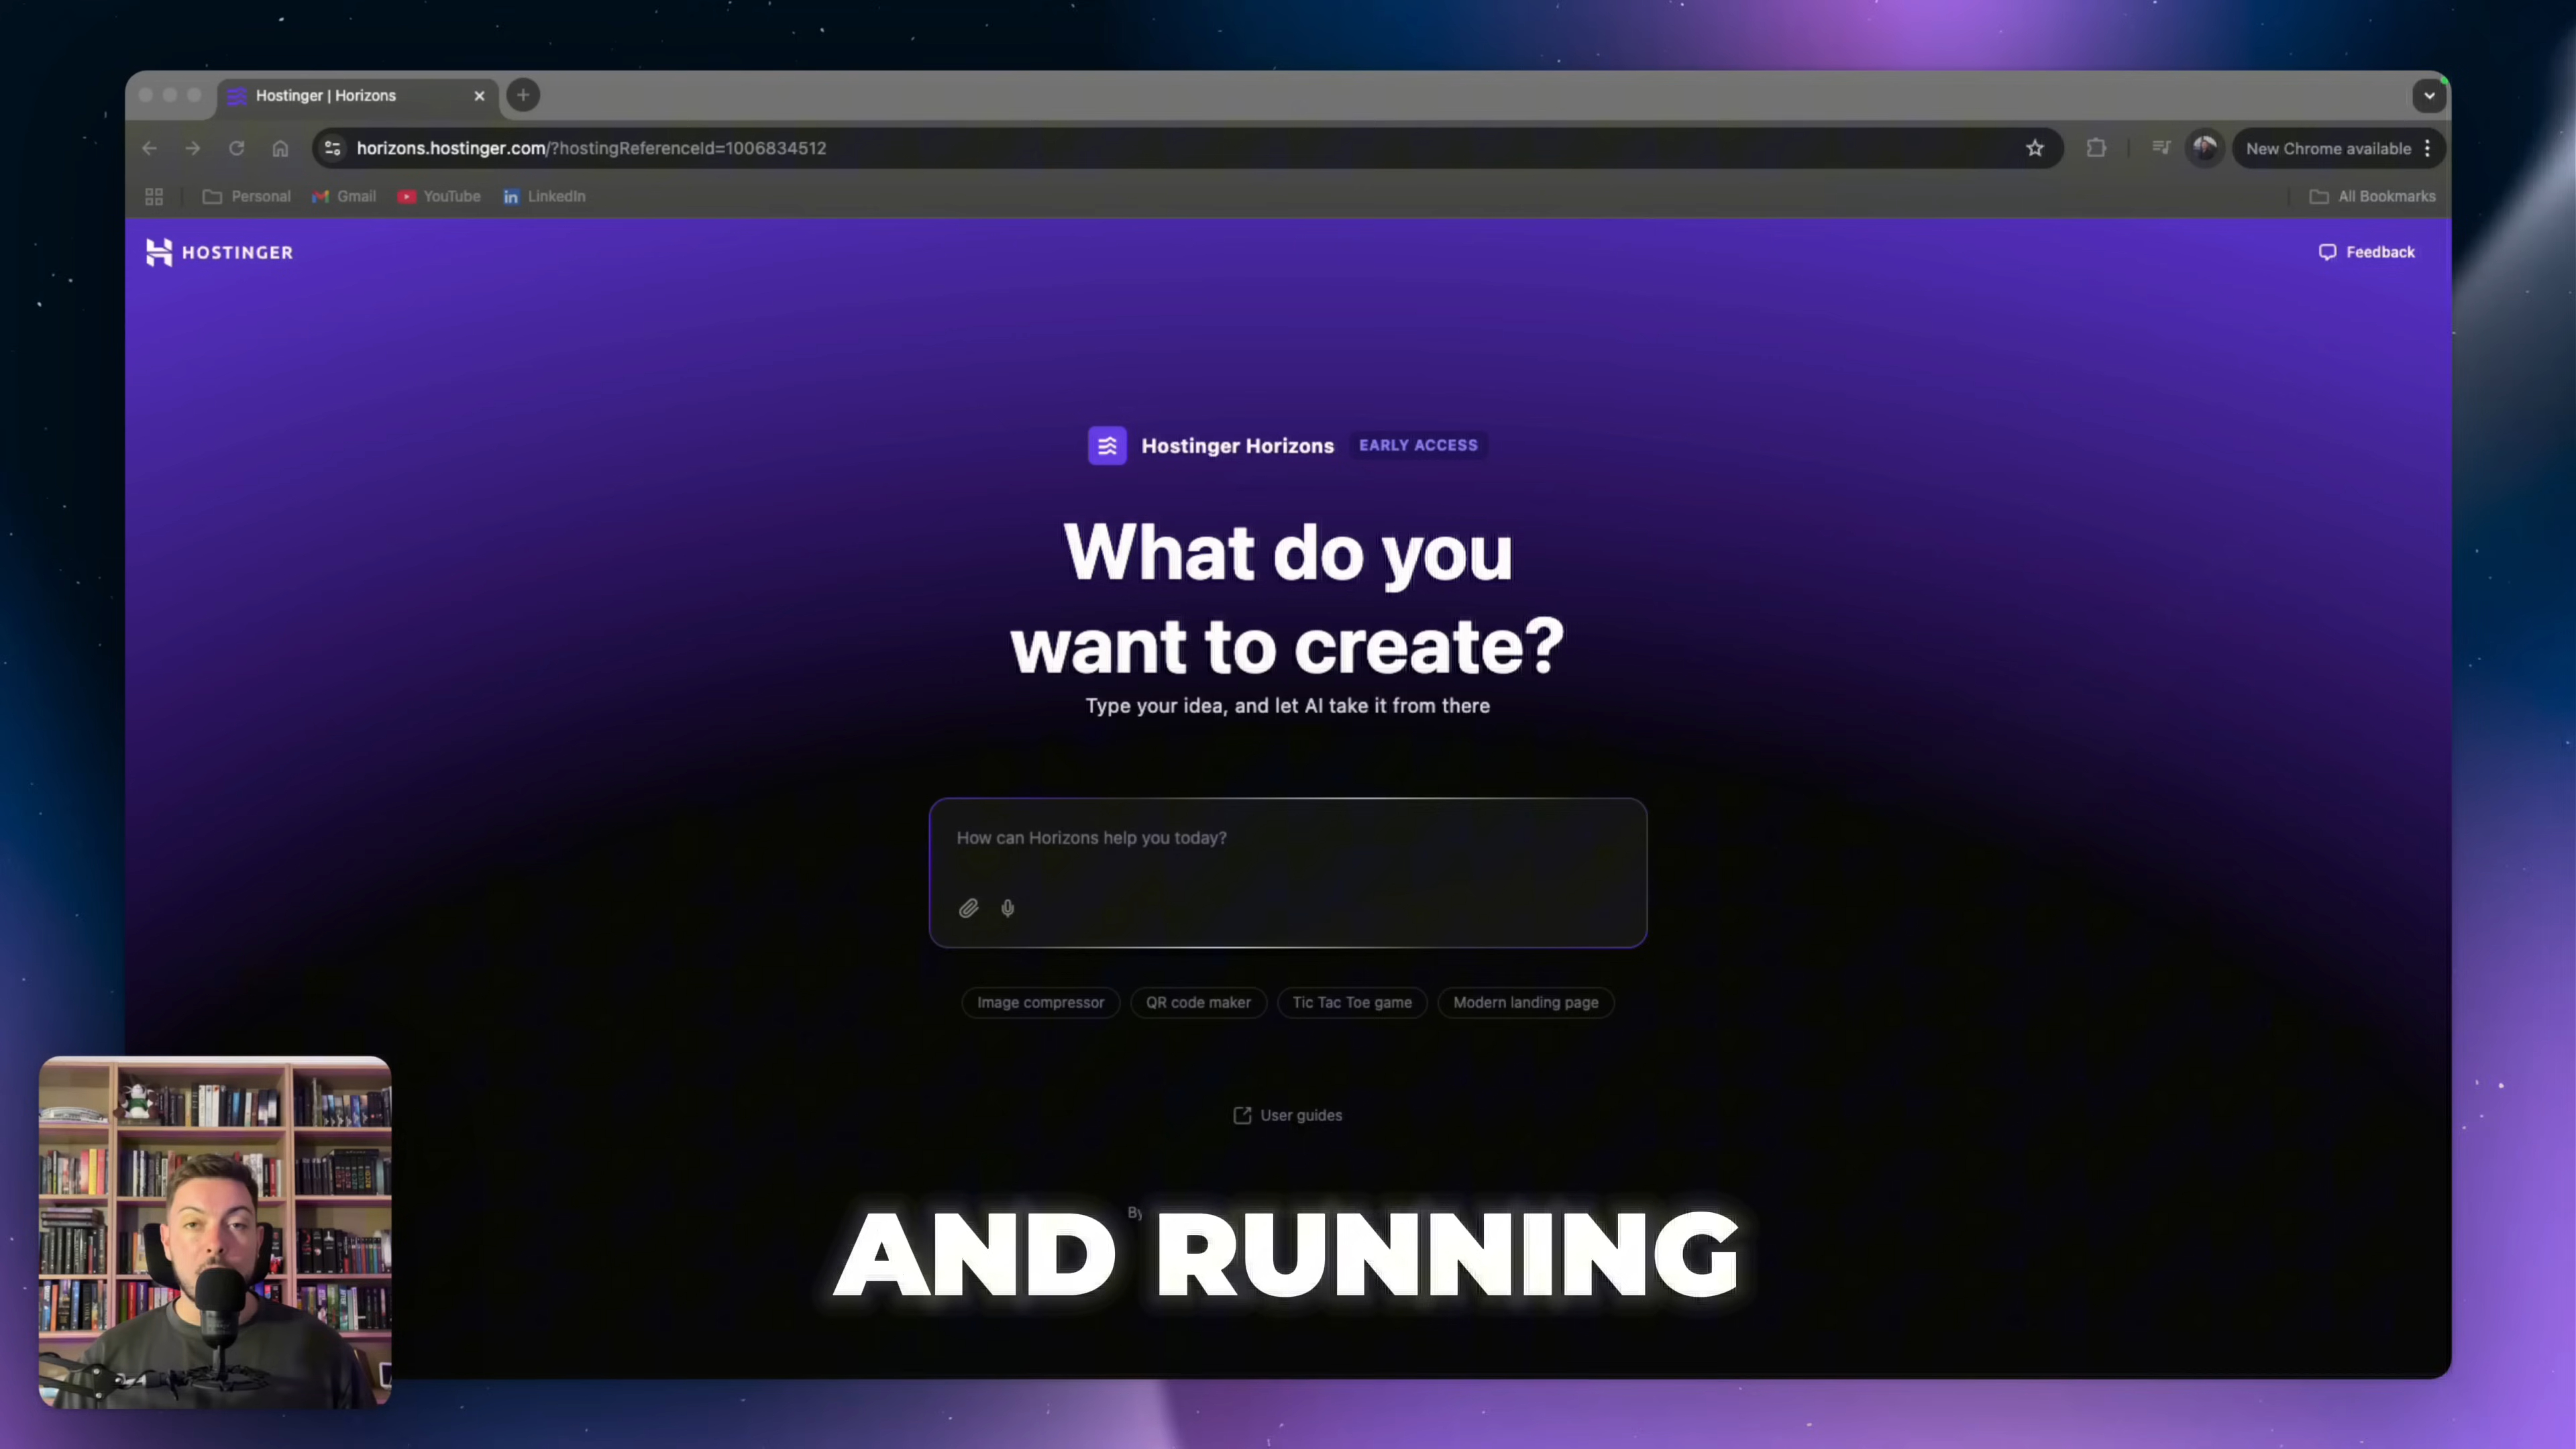 Hostinger | Horizons
horizons.hostinger.com/?hostingReferenceId=1006834512
New Chrome available
Personal
Gmail
YouTube
LinkedIn
All Bookmarks
HOSTINGER
Feedback
Hostinger Horizons
EARLY ACCESS
What do you
want to create?
Type your idea, and let AI take it from there
How can Horizons help you today?
Image compressor
QR code maker
Tic Tac Toe game
Modern landing page
User guides
By
AND RUNNING